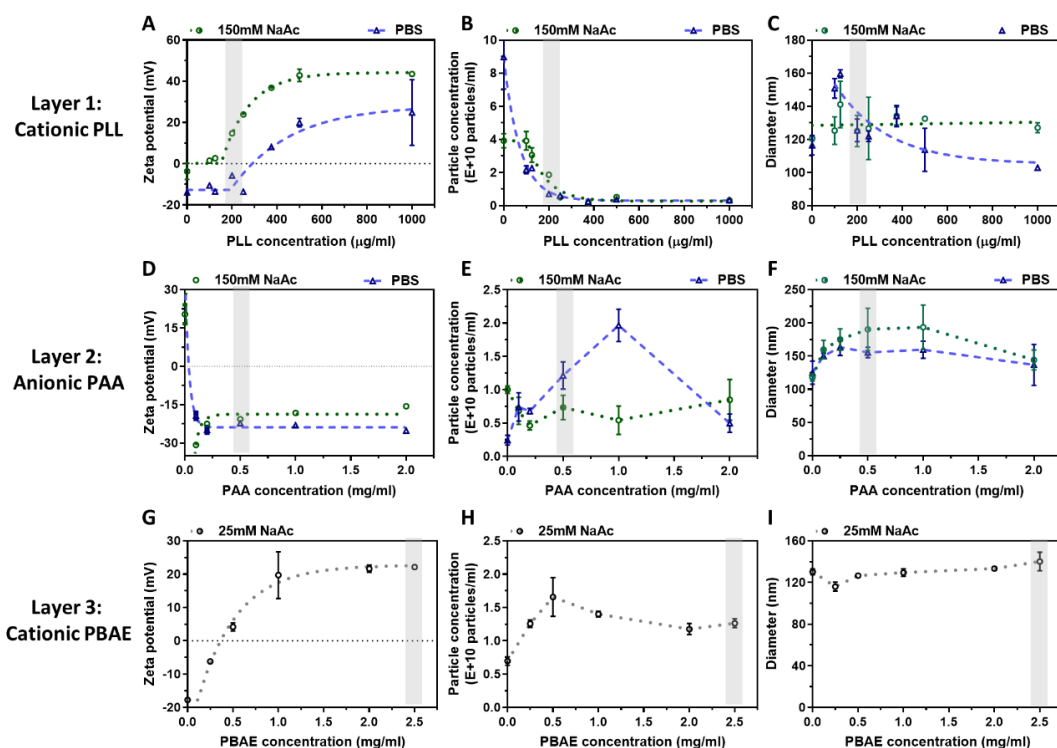 A
150mM NaAc
PBS
Zeta potential (mV)
60
40
20
0
-20
0
200
400
600
800
1000
PLL concentration (μg/ml)
B
150mM NaAc
PBS
Particle concentration
(E+10 particles/ml)
10
8
6
4
2
0
0
200
400
600
800
1000
PLL concentration (μg/ml)
C
150mM NaAc
PBS
Diameter (nm)
180
160
140
120
100
80
0
200
400
600
800
1000
PLL concentration (μg/ml)
Layer 1:
Cationic PLL
D
150mM NaAc
PBS
Zeta potential (mV)
30
15
0
-15
-30
0.0
0.5
1.0
1.5
2.0
PAA concentration (mg/ml)
E
150mM NaAc
PBS
Particle concentration
(E+10 particles/ml)
2.5
2.0
1.5
1.0
0.5
0.0
0.0
0.5
1.0
1.5
2.0
PAA concentration (mg/ml)
F
150mM NaAc
PBS
Diameter (nm)
250
200
150
100
50
0
0.0
0.5
1.0
1.5
2.0
PAA concentration (mg/ml)
Layer 2:
Anionic PAA
G
25mM NaAc
Zeta potential (mV)
30
20
10
0
-10
-20
0.0
0.5
1.0
1.5
2.0
2.5
PBAE concentration (mg/ml)
H
25mM NaAc
Particle concentration
(E+10 particles/ml)
2.5
2.0
1.5
1.0
0.5
0.0
0.0
0.5
1.0
1.5
2.0
2.5
PBAE concentration (mg/ml)
I
25mM NaAc
Diameter (nm)
160
120
80
40
0
0.0
0.5
1.0
1.5
2.0
2.5
PBAE concentration (mg/ml)
Layer 3:
Cationic PBAE